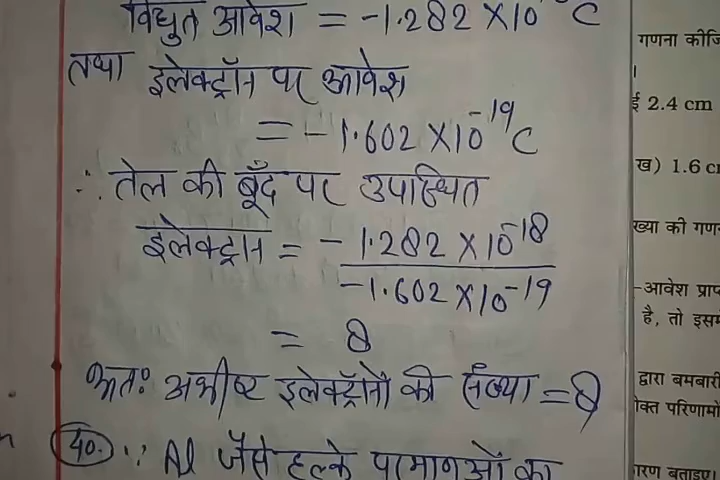 विद्युत आवेश = -1.282 ×10 C
तथा इलेक्ट्रॉन पर आवेश
= -1.602 ×10⁻¹⁹ C
∴ तेल की बूँद पर उपस्थित
इलेक्ट्रान = -1.282 × 10⁻¹⁸
-1.602 ×10⁻¹⁹
= 8
अतः अभीष्ट इलेक्ट्रॉनों की संख्या = 8
40. ∵ Al जैसे हल्के परमाणुओं का
गणना कीजि
।
ई 2.4 cm
ख) 1.6 c
ख्या की गण
-आवेश प्राप
है, तो इसम
द्वारा बमबारी
क्त परिणामों
रण बताइए।